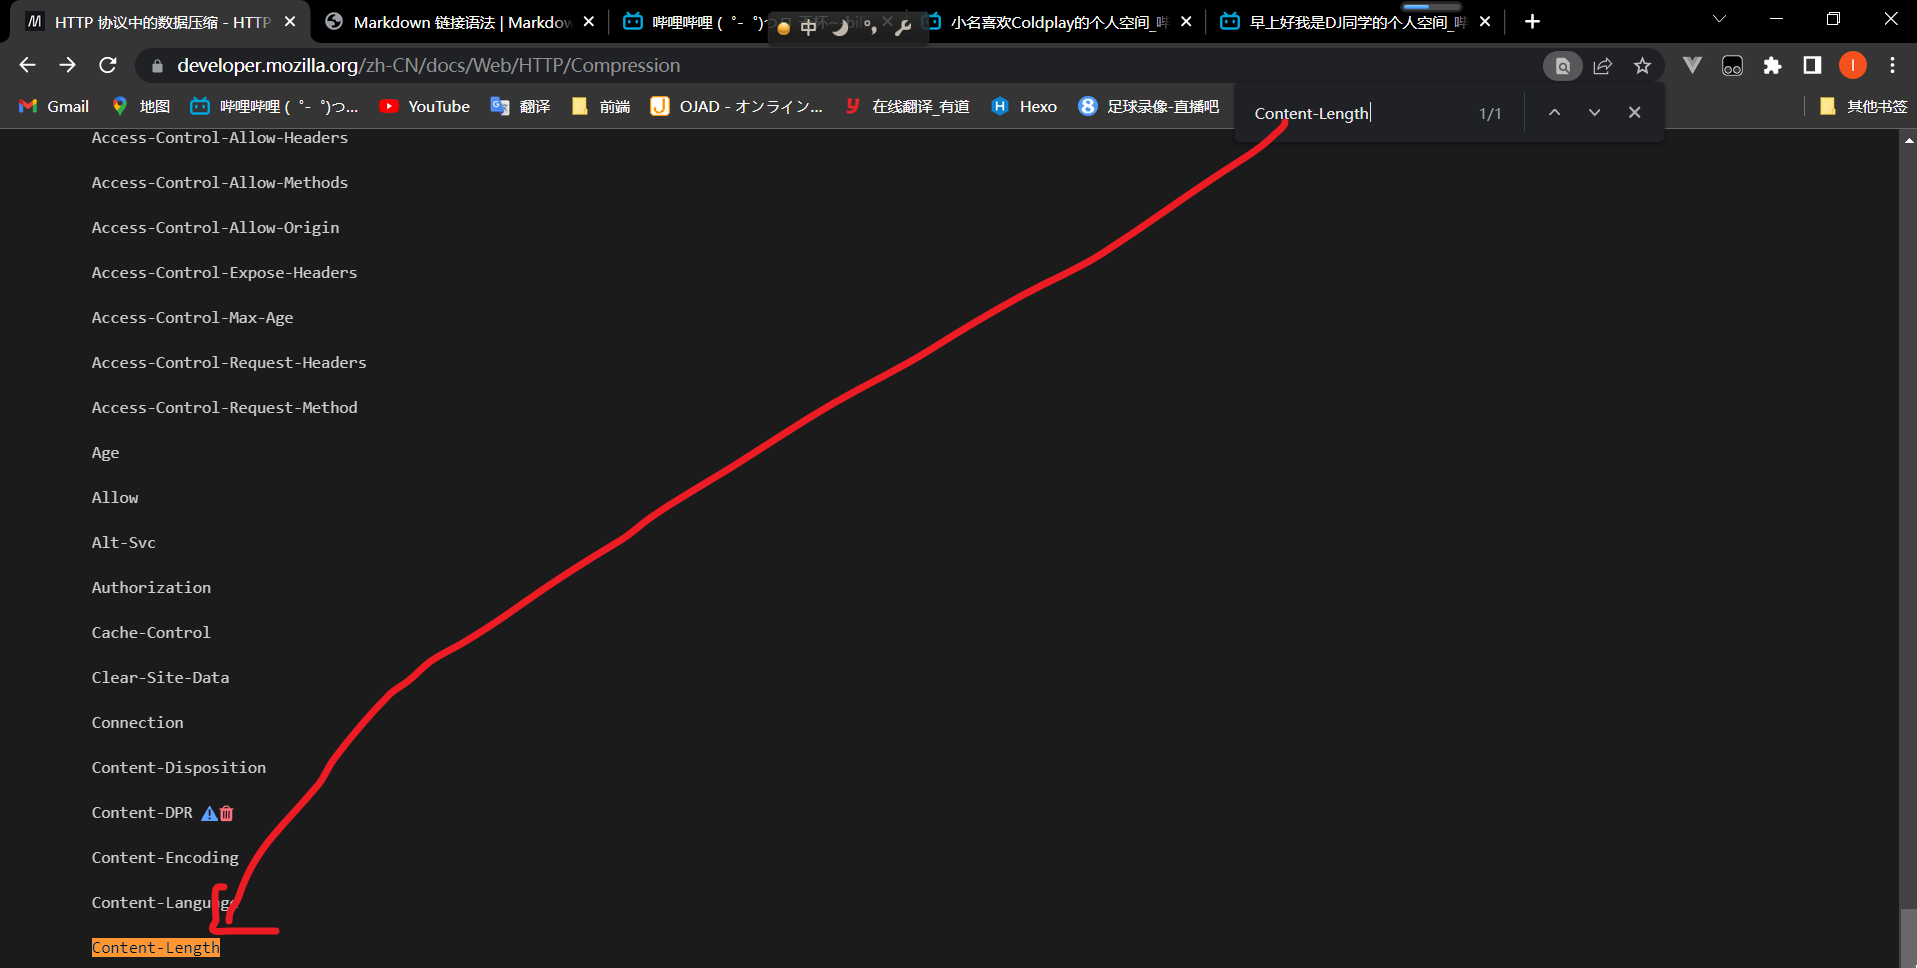 HTTP 协议中的数据压缩 - HTTP
Markdown 链接语法 | Markdow
哔哩哔哩 (゜-゜)つロ 干杯~-bili
小名喜欢Coldplay的个人空间_哔
早上好我是DJ同学的个人空间_哔
中
developer.mozilla.org/zh-CN/docs/Web/HTTP/Compression
I
Gmail
地图
哔哩哔哩 (゜-゜)つ...
YouTube
翻译
前端
OJAD - オンライン...
在线翻译_有道
Hexo
足球录像-直播吧
其他书签
Content-Length
1/1
Access-Control-Allow-Headers
Access-Control-Allow-Methods
Access-Control-Allow-Origin
Access-Control-Expose-Headers
Access-Control-Max-Age
Access-Control-Request-Headers
Access-Control-Request-Method
Age
Allow
Alt-Svc
Authorization
Cache-Control
Clear-Site-Data
Connection
Content-Disposition
Content-DPR
Content-Encoding
Content-Language
Content-Length